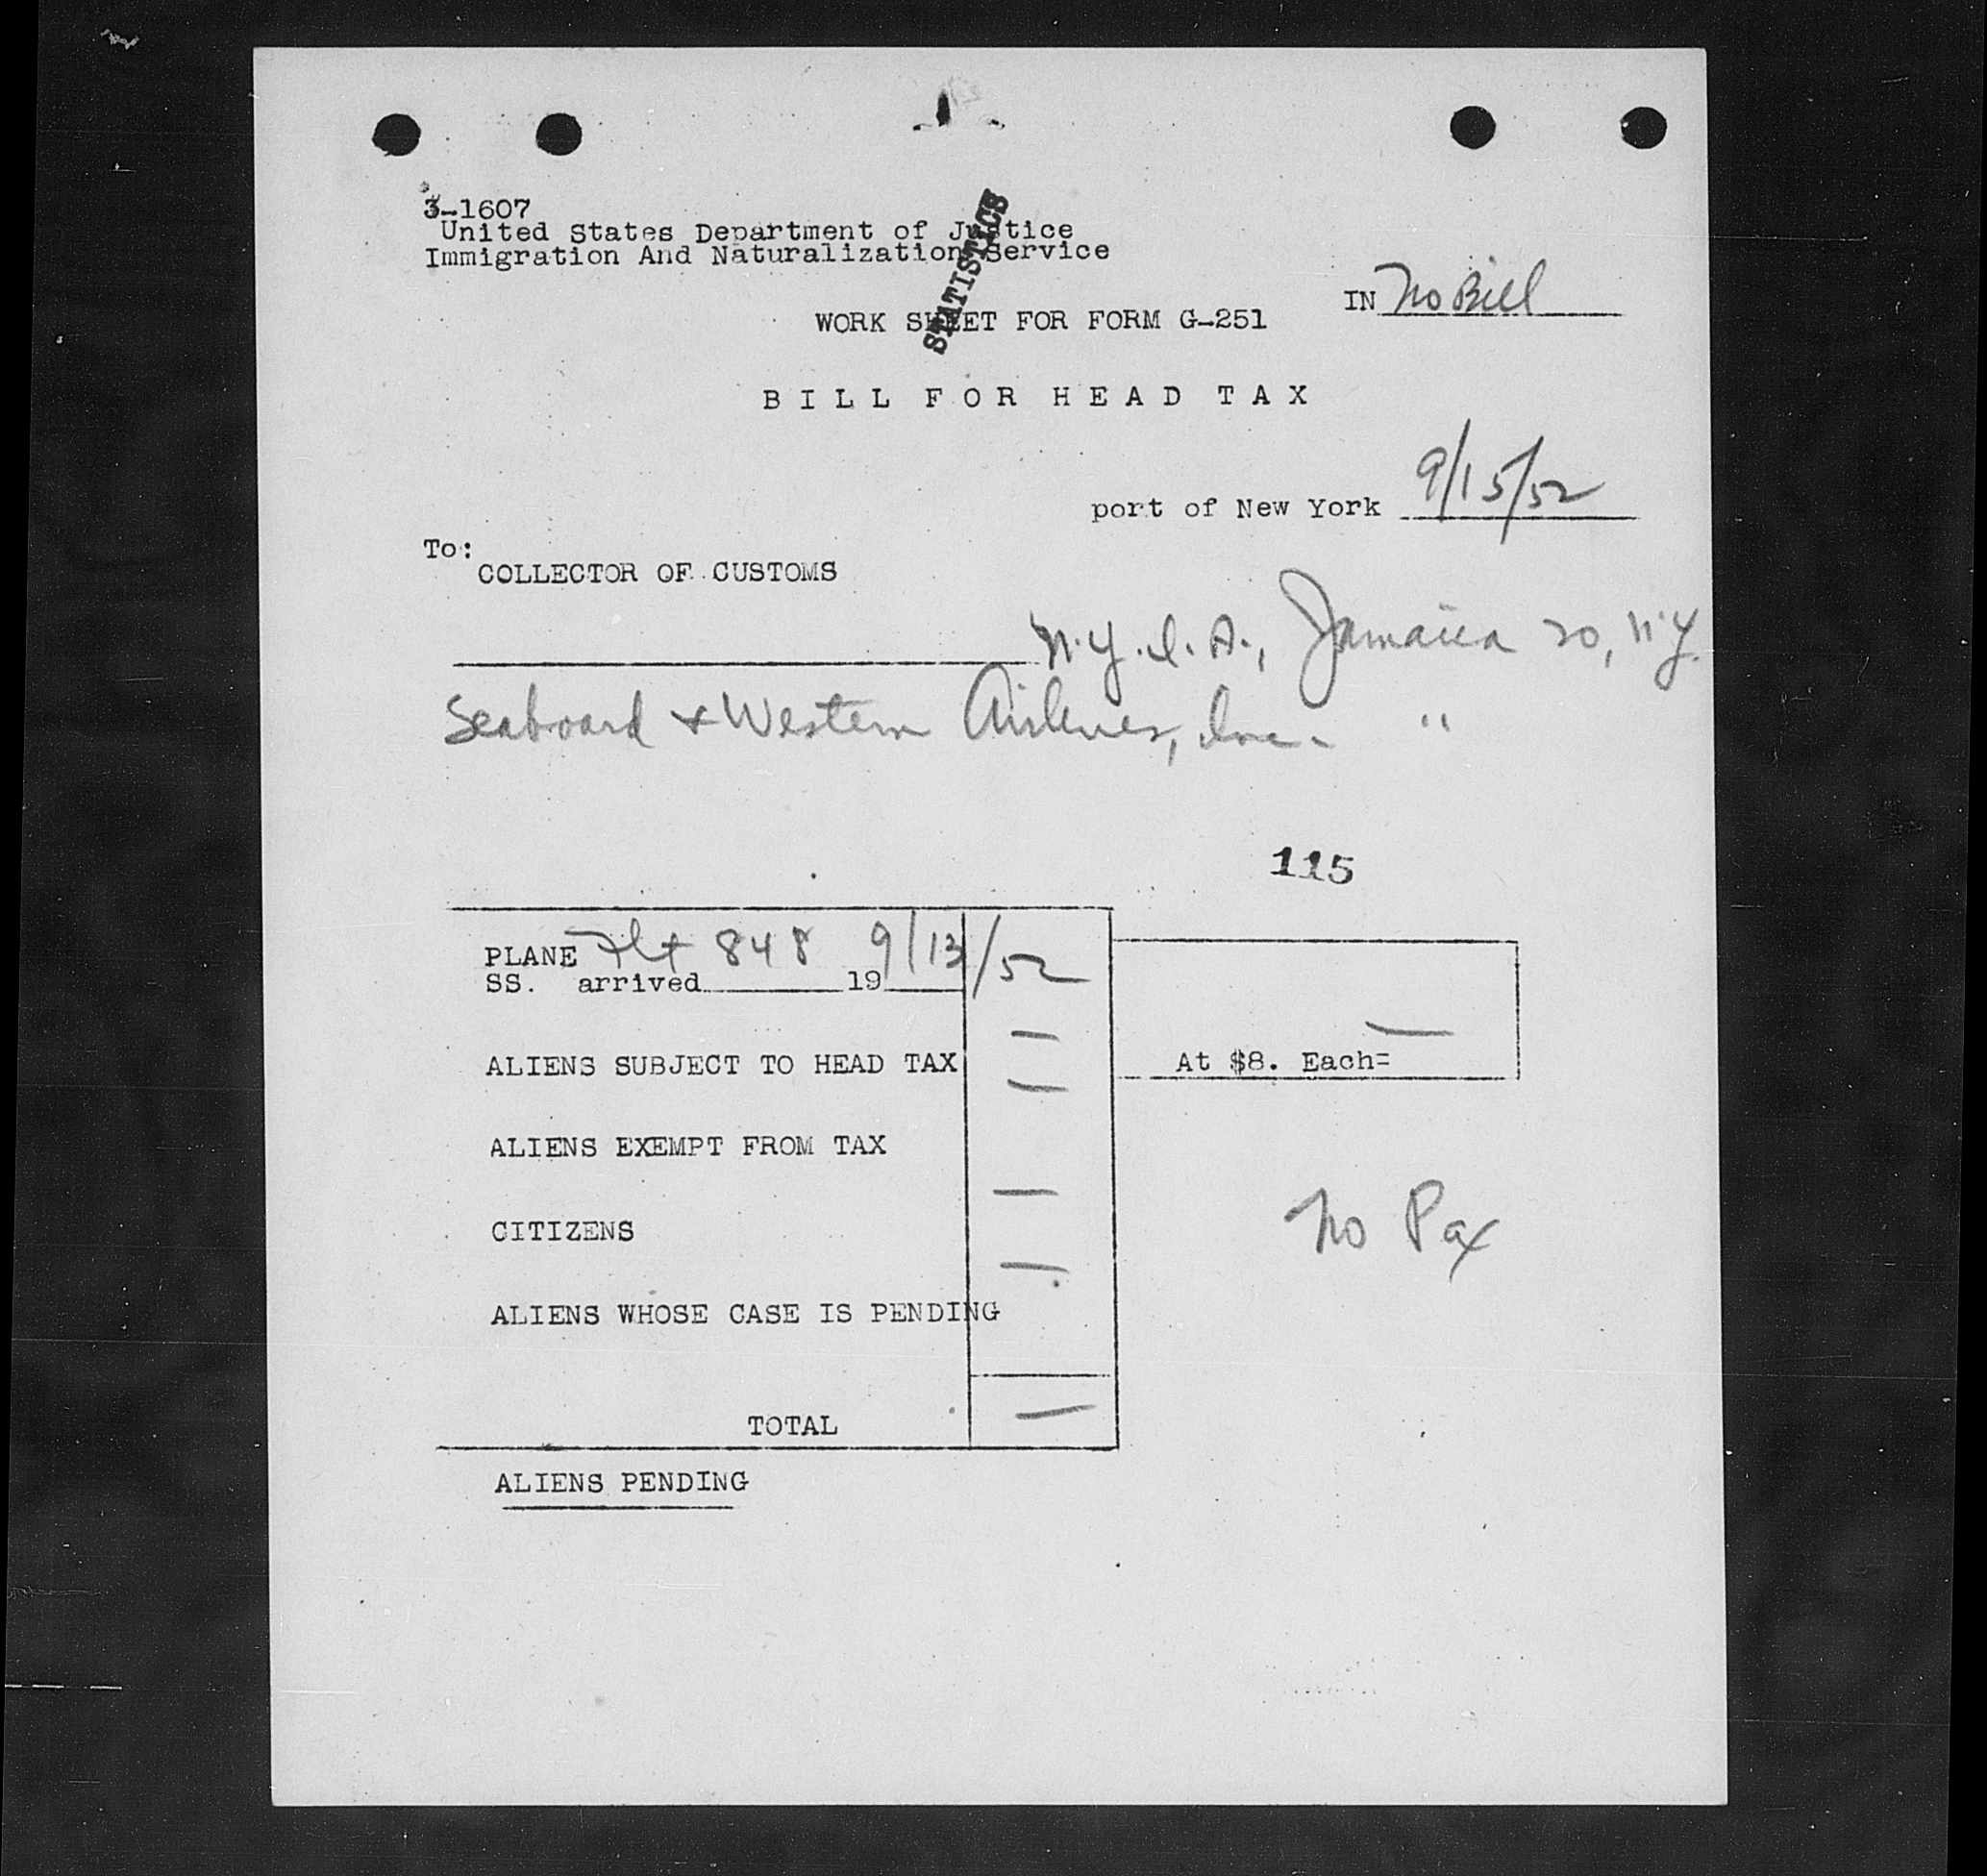 3-1607
United States Department of Justice
Immigration And Naturalization Service
STATISTICS
IN No Bill
WORK SHEET FOR FORM G-251
BILL FOR HEAD TAX
port of New York 9/15/52
To:
COLLECTOR OF CUSTOMS
N.Y.I.A., Jamaica 20, N.Y.
Seaboard & Western Airlines, Inc. "
115
PLANE Flt 848 9/13/52
SS. arrived 19
ALIENS SUBJECT TO HEAD TAX —
At $8. Each= —
ALIENS EXEMPT FROM TAX —
CITIZENS —
No Pax
ALIENS WHOSE CASE IS PENDING —
TOTAL —
ALIENS PENDING